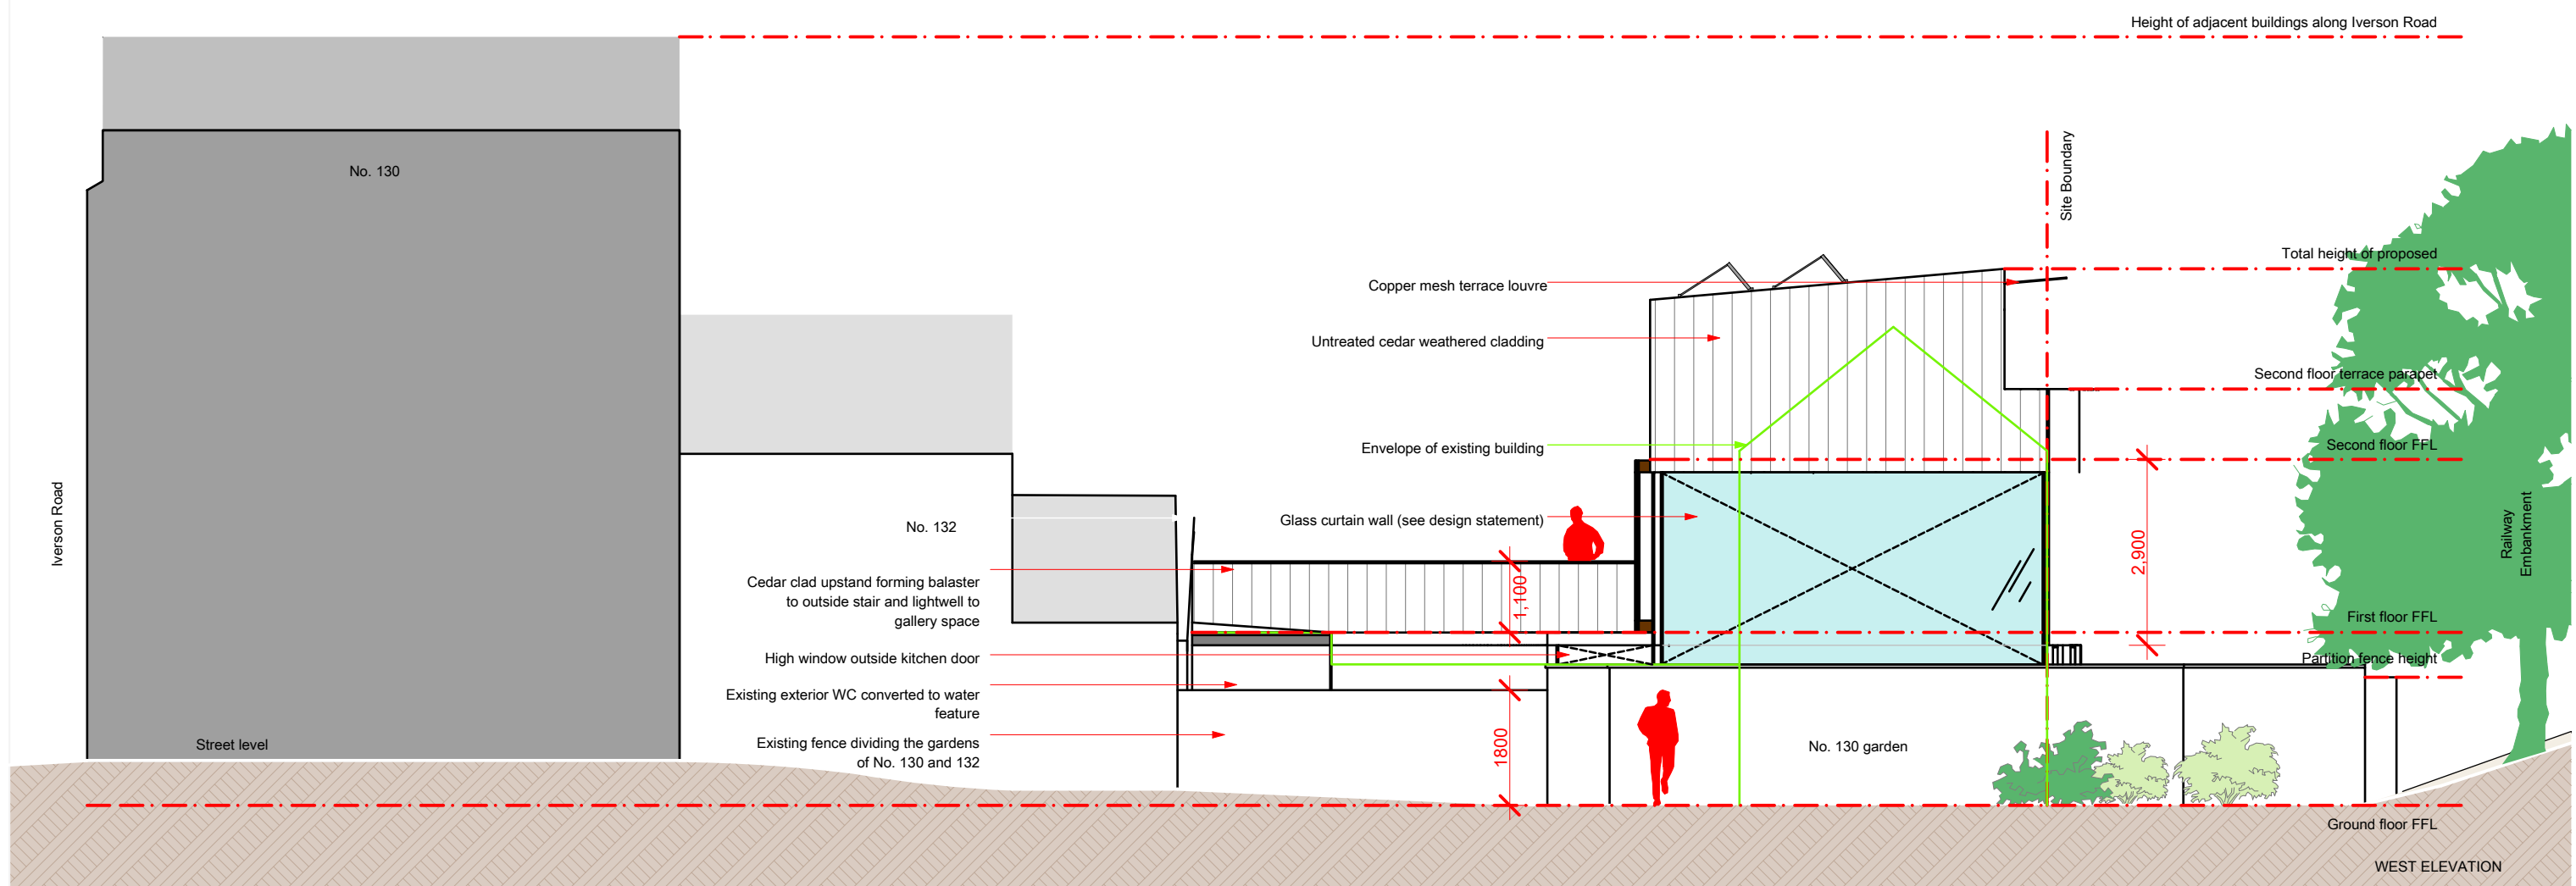 Height of adjacent buildings along Iverson Road
No. 130
Site Boundary
Total height of proposed
Copper mesh terrace louvre
Untreated cedar weathered cladding
Second floor terrace parapet
Envelope of existing building
Second floor FFL
Iverson Road
No. 132
Glass curtain wall (see design statement)
2,900
Railway
Embankment
Cedar clad upstand forming balaster
to outside stair and lightwell to
gallery space
1,100
First floor FFL
High window outside kitchen door
Partition fence height
Existing exterior WC converted to water
feature
Street level
Existing fence dividing the gardens
of No. 130 and 132
1800
No. 130 garden
Ground floor FFL
WEST ELEVATION